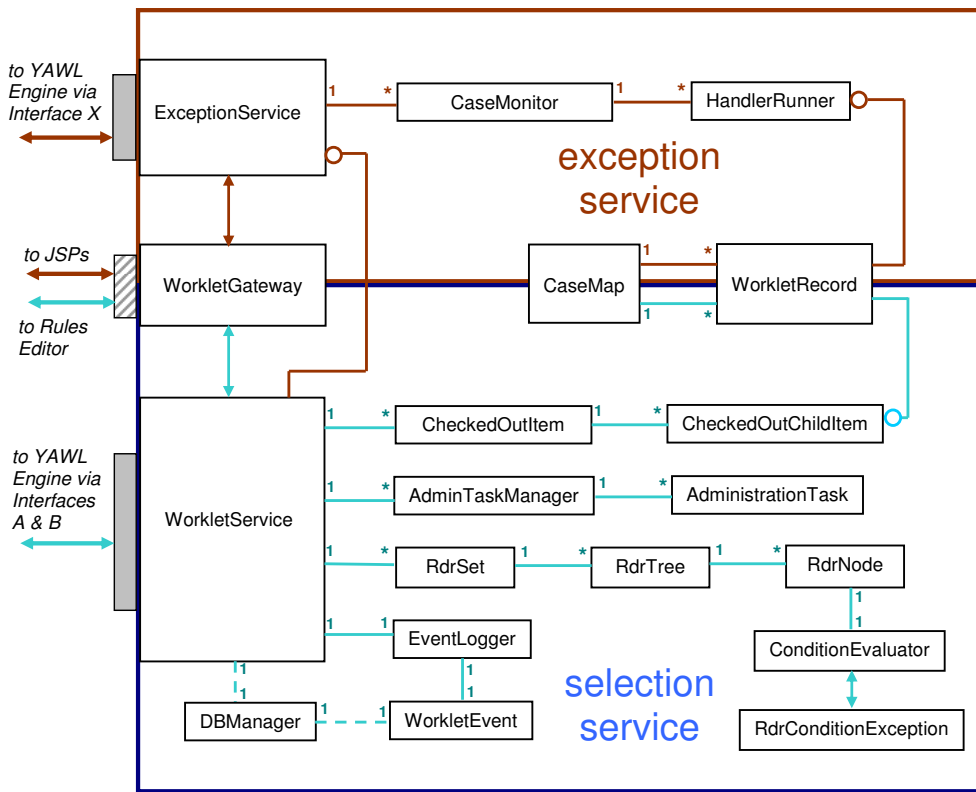 to YAWL
Engine via
Interface X
ExceptionService
1
*
CaseMonitor
1
*
HandlerRunner
exception
service
to JSPs
to Rules
Editor
WorkletGateway
CaseMap
1
*
1
*
WorkletRecord
to YAWL
Engine via
Interfaces
A & B
WorkletService
1
*
CheckedOutItem
1
*
CheckedOutChildItem
1
*
AdminTaskManager
1
*
AdministrationTask
1
*
RdrSet
1
*
RdrTree
1
*
RdrNode
1
1
ConditionEvaluator
RdrConditionException
1
1
EventLogger
1
1
WorkletEvent
1
1
DBManager
1
1
selection
service